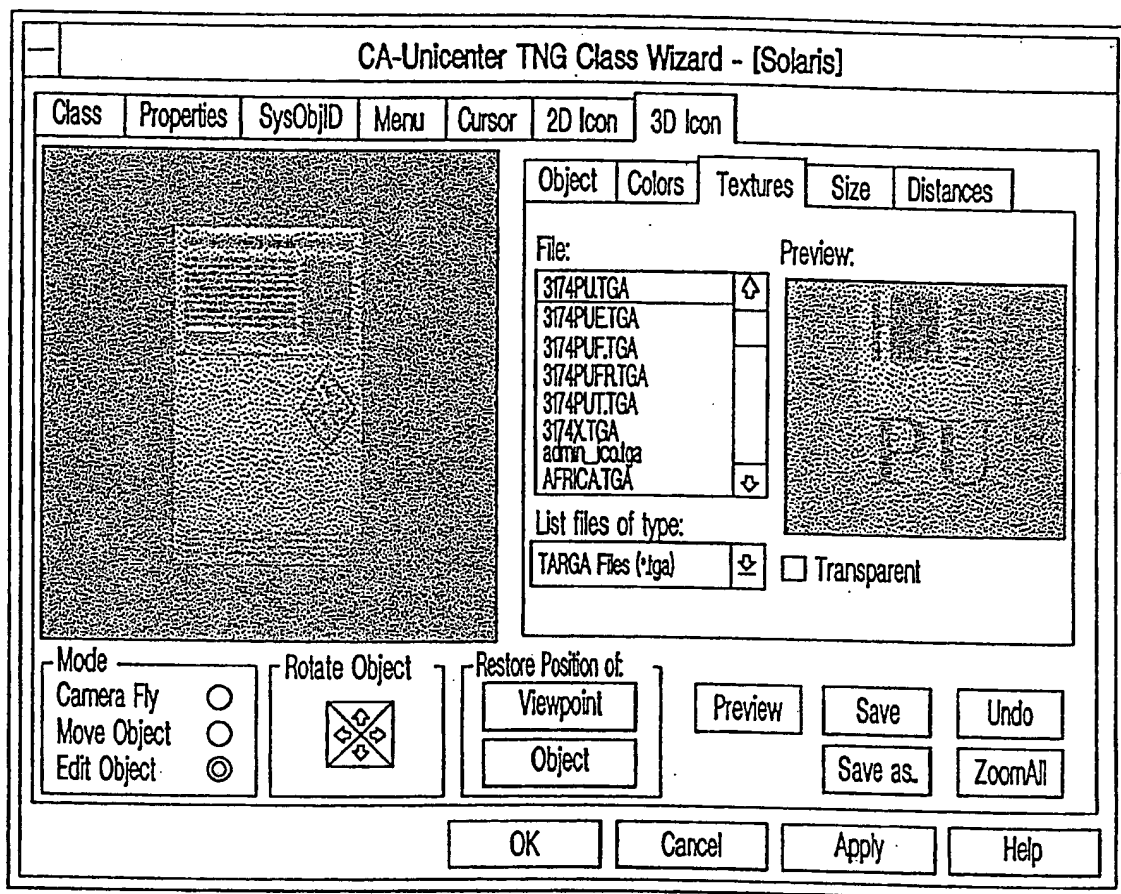 CA-Unicenter TNG Class Wizard - [Solaris]
Class Properties SysObjID Menu Cursor 2D Icon 3D Icon
Object Colors Textures Size Distances
File:
3174PU.TGA
3174PUE.TGA
3174PUF.TGA
3174PUFR.TGA
3174PUT.TGA
3174X.TGA
admn_ico.tga
AFRICA.TGA
List files of type:
TARGA Files (*.tga)
Preview:
PU
Transparent
Mode
Camera Fly
Move Object
Edit Object
Rotate Object
Restore Position of:
Viewpoint
Object
Preview Save Undo
Save as.. ZoomAll
OK Cancel Apply Help